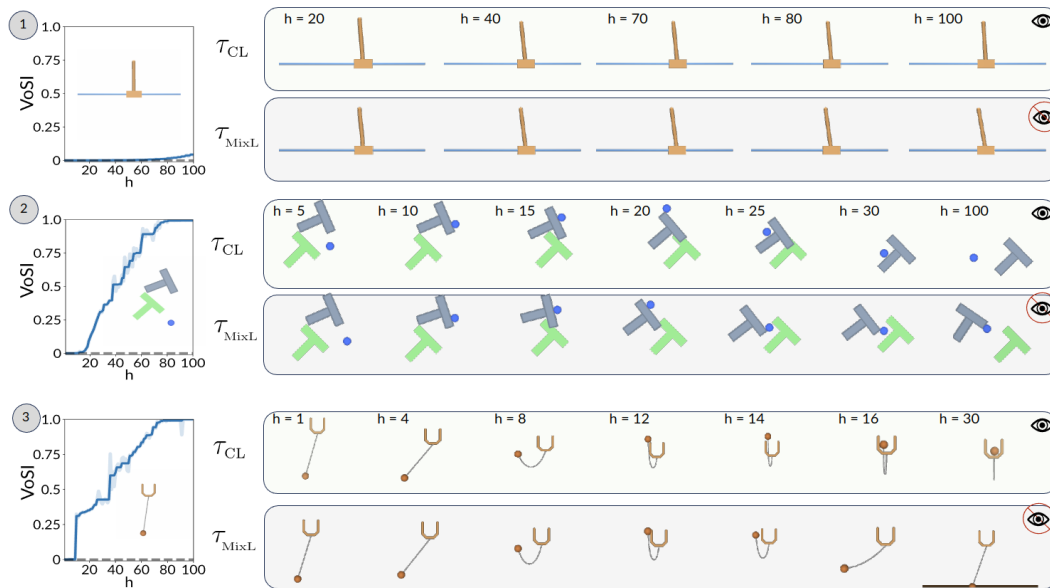 1
1.0
0.75
0.5
0.25
0
VoSI
20 40 60 80 100
h
τCL
h = 20 h = 40 h = 70 h = 80 h = 100
τMixL
2
1.0
0.75
0.5
0.25
0
VoSI
20 40 60 80 100
h
τCL
h = 5 h = 10 h = 15 h = 20 h = 25 h = 30 h = 100
τMixL
3
1.0
0.75
0.5
0.25
0
VoSI
20 40 60 80 100
h
τCL
h = 1 h = 4 h = 8 h = 12 h = 14 h = 16 h = 30
τMixL